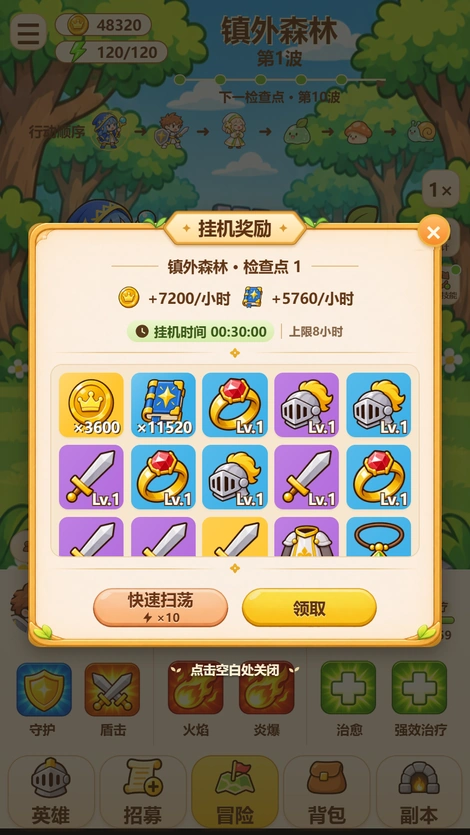 48320
120/120
镇外森林
第1波
下一检查点·第10波
行动顺序
1×
挂机奖励
镇外森林·检查点 1
+7200/小时
+5760/小时
挂机时间 00:30:00
上限8小时
×3600
×11520
Lv.1
Lv.1
Lv.1
Lv.1
Lv.1
Lv.1
Lv.1
Lv.1
快速扫荡
×10
领取
点击空白处关闭
守护
盾击
火焰
炎爆
治愈
强效治疗
英雄
招募
冒险
背包
副本